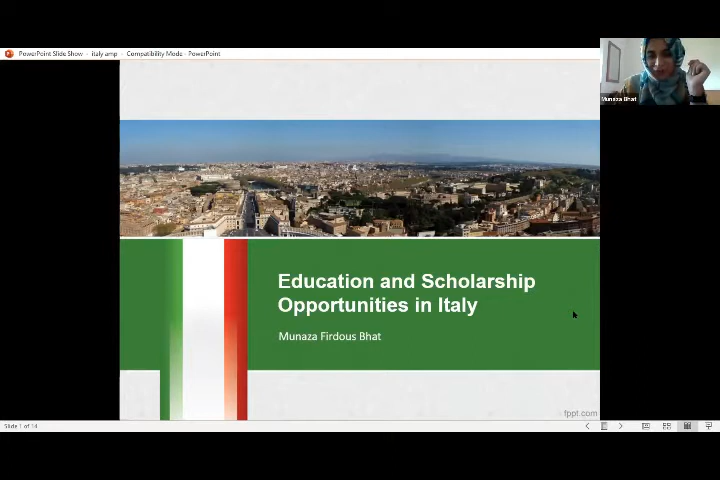 PowerPoint Slide Show - italy amp - Compatibility Mode - PowerPoint
Munaza Bhat
Education and Scholarship
Opportunities in Italy
Munaza Firdous Bhat
fppt.com
Slide 1 of 14